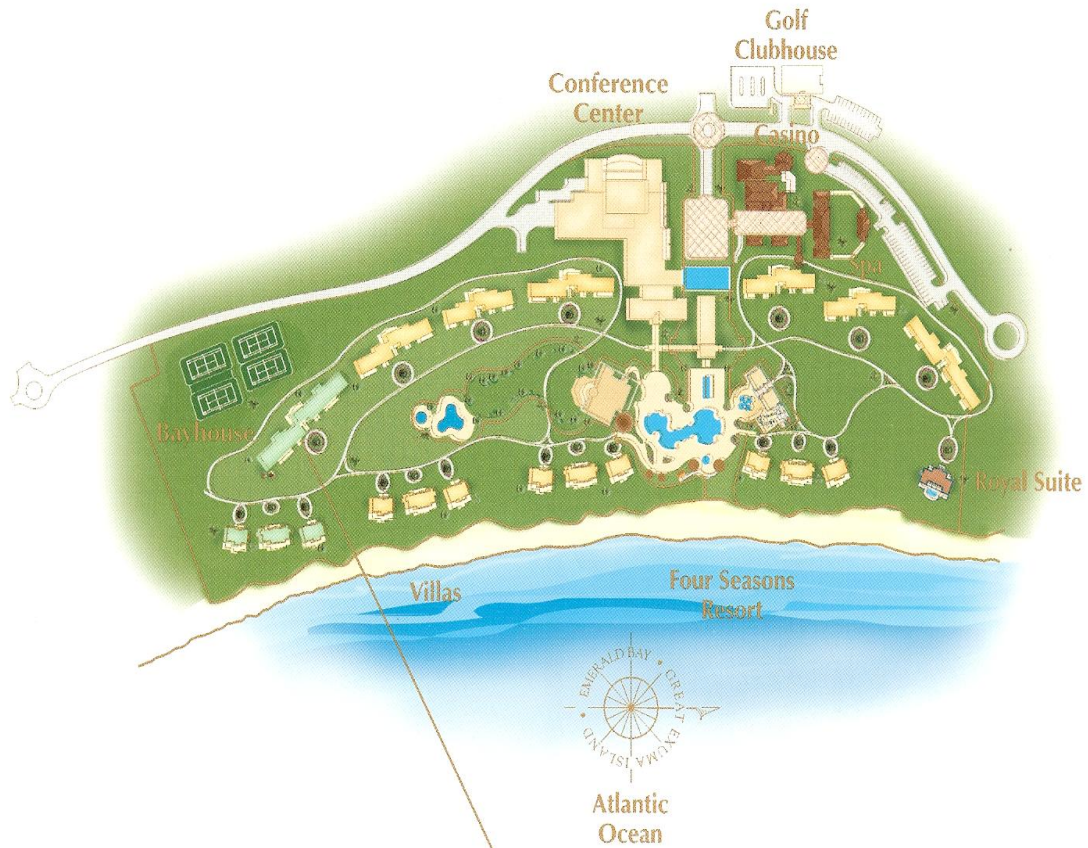 Golf
Clubhouse
Conference
Center
Casino
Spa
Bayhouse
Royal Suite
Villas
Four Seasons
Resort
EMERALD BAY • GREAT EXUMA ISLAND •
Atlantic
Ocean